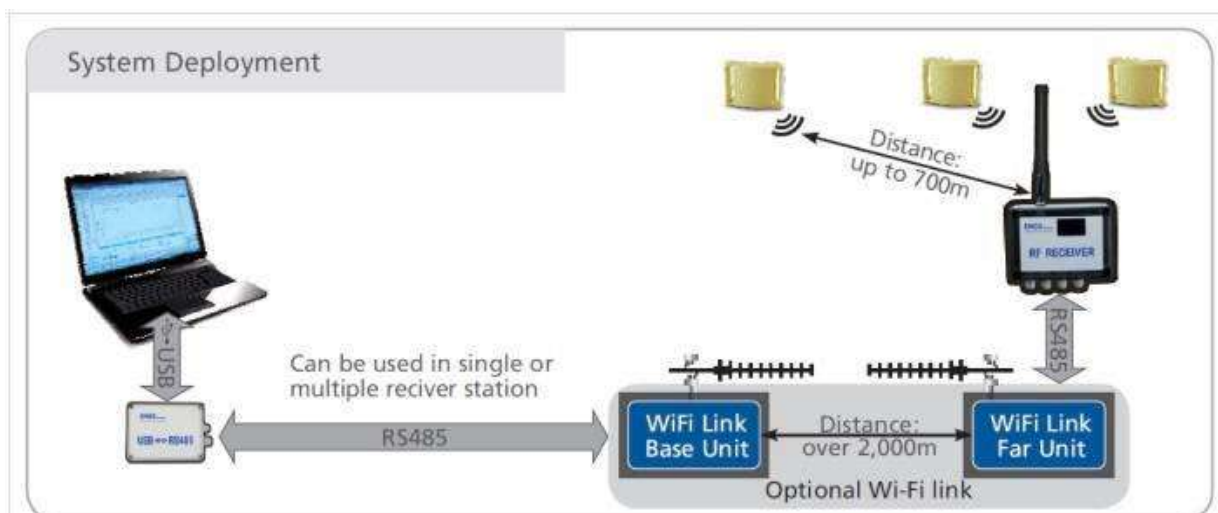 System Deployment
Distance:
up to 700m
RF RECEIVER
RS485
USB
Can be used in single or
multiple reciver station
USB RS485
RS485
WiFi Link
Base Unit
Distance:
over 2,000m
WiFi Link
Far Unit
Optional Wi-Fi link